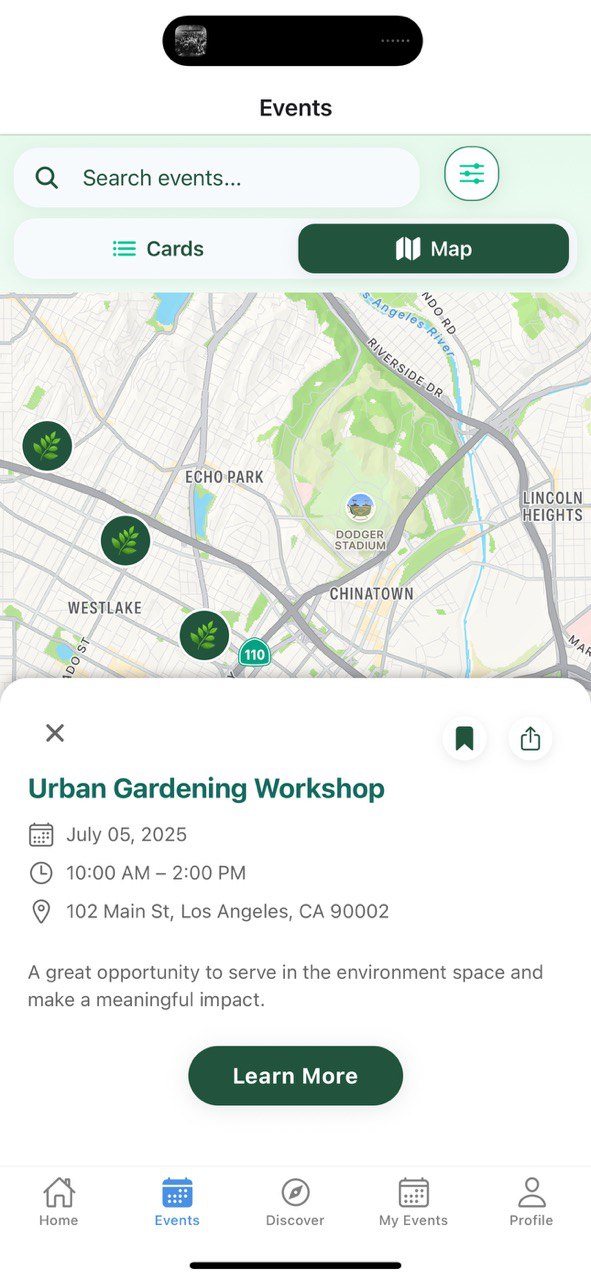 Events
Search events...
Cards
Map
s-Angeles River
NDO RD
RIVERSIDE DR
ECHO PARK
LINCOLN
HEIGHTS
DODGER
STADIUM
CHINATOWN
WESTLAKE
110
ADO ST
MAR
Urban Gardening Workshop
July 05, 2025
10:00 AM – 2:00 PM
102 Main St, Los Angeles, CA 90002
A great opportunity to serve in the environment space and
make a meaningful impact.
Learn More
Home
Events
Discover
My Events
Profile